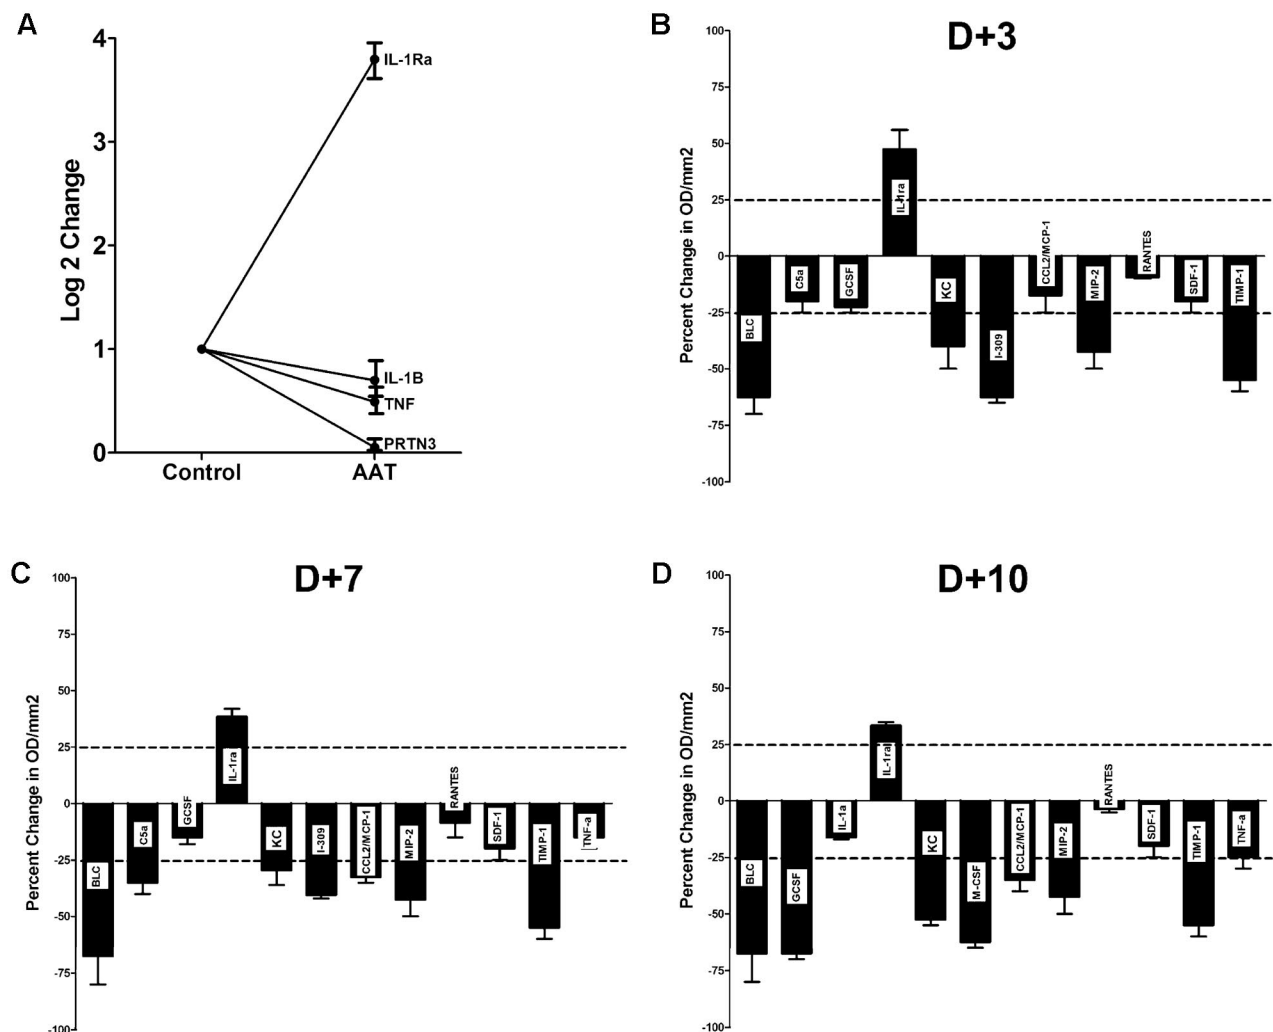 A
Log 2 Change
4
3
2
1
0
IL-1Ra
IL-1B
TNF
PRTN3
Control
AAT
B
D+3
Percent Change in OD/mm2
100
75
50
25
0
-25
-50
-75
-100
BLC
C5a
GCSF
IL-1ra
KC
I-309
CCL2/MCP-1
MIP-2
RANTES
SDF-1
TIMP-1
C
D+7
Percent Change in OD/mm2
100
75
50
25
0
-25
-50
-75
-100
BLC
C5a
GCSF
IL-1ra
KC
I-309
CCL2/MCP-1
MIP-2
RANTES
SDF-1
TIMP-1
TNF-a
D
D+10
Percent Change in OD/mm2
100
75
50
25
0
-25
-50
-75
-100
BLC
GCSF
IL-1a
IL-1ra
KC
M-CSF
CCL2/MCP-1
MIP-2
RANTES
SDF-1
TIMP-1
TNF-a